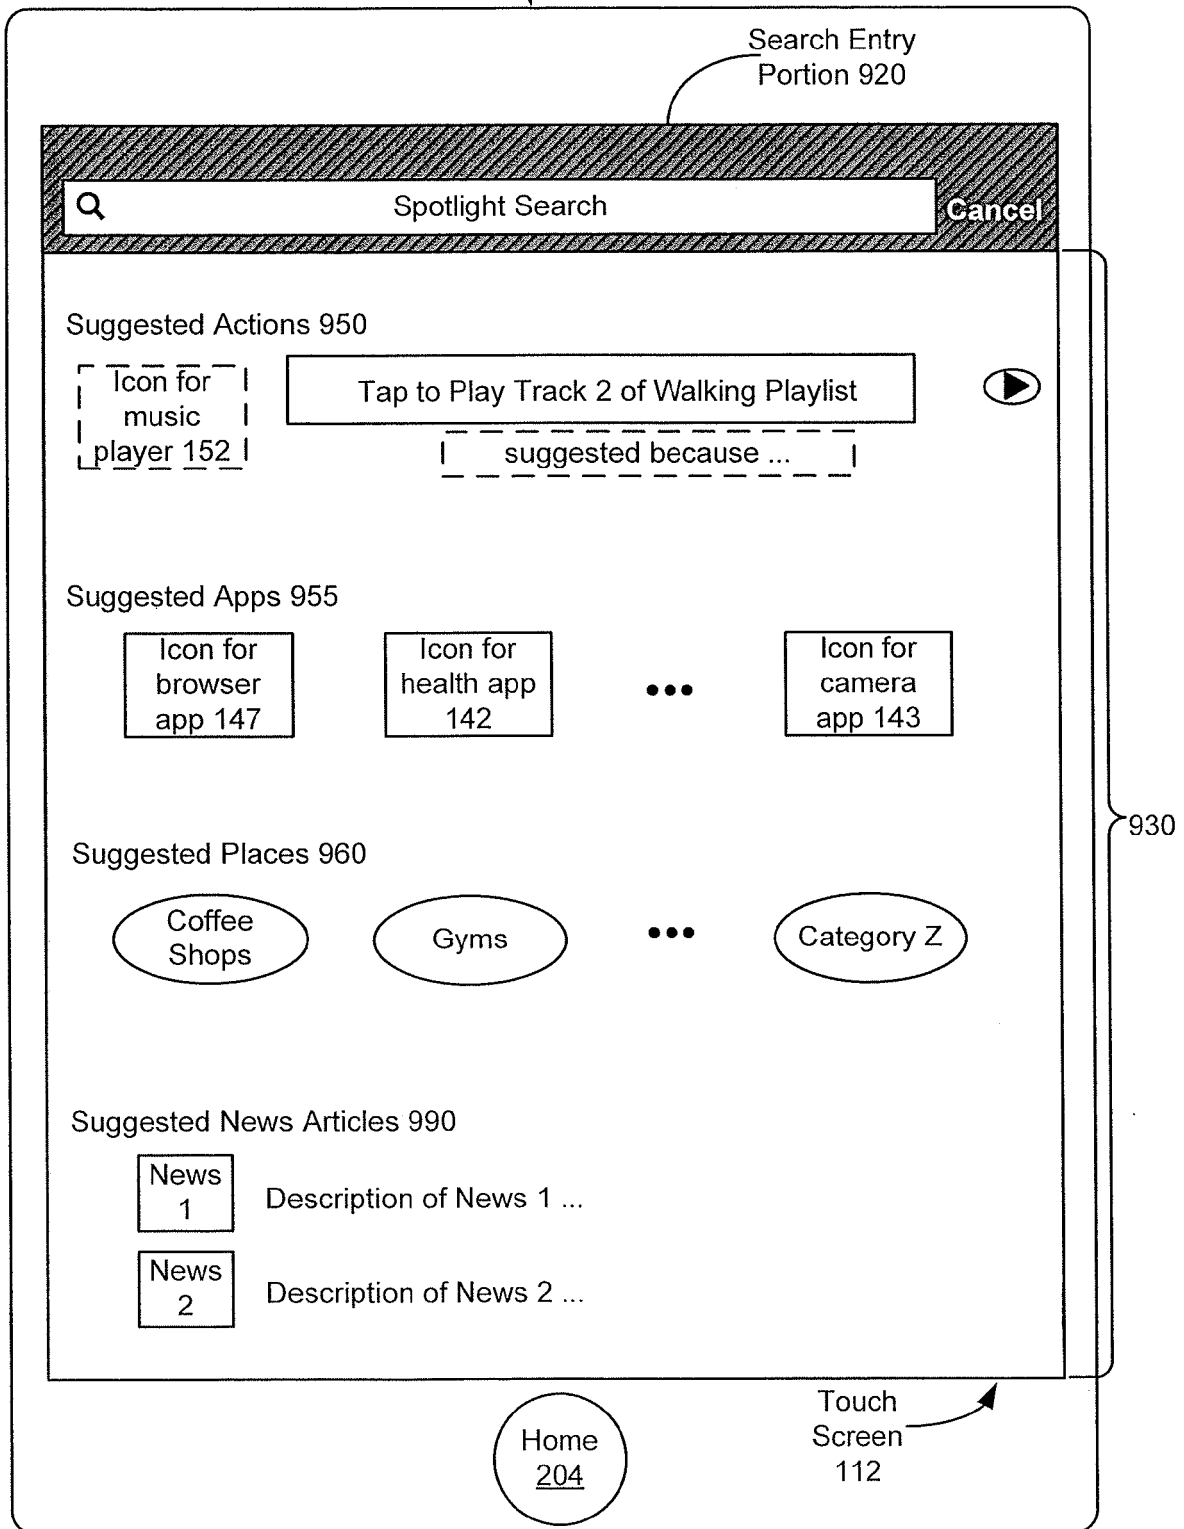 Search Entry
Portion 920
Spotlight Search
Cancel
Suggested Actions 950
Icon for
music
player 152
Tap to Play Track 2 of Walking Playlist
suggested because ...
Suggested Apps 955
Icon for
browser
app 147
Icon for
health app
142
Icon for
camera
app 143
930
Suggested Places 960
Coffee
Shops
Gyms
Category Z
Suggested News Articles 990
News
1
Description of News 1 ...
News
2
Description of News 2 ...
Touch
Screen
112
Home
204